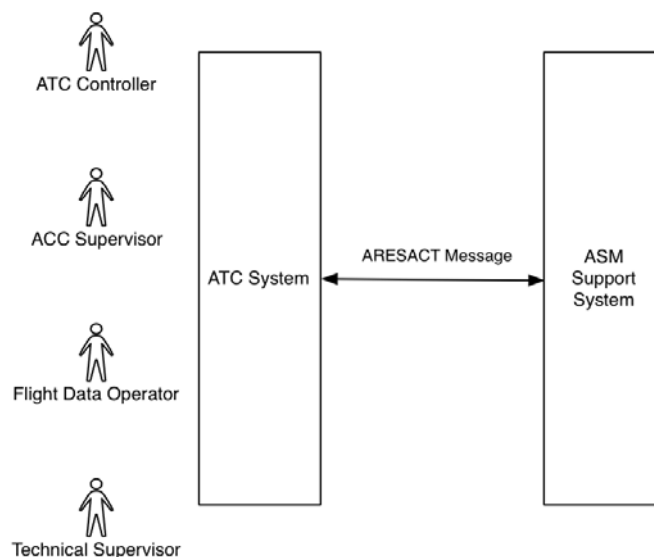 ATC Controller
ACC Supervisor
ATC System
ARESACT Message
ASM
Support
System
Flight Data Operator
Technical Supervisor